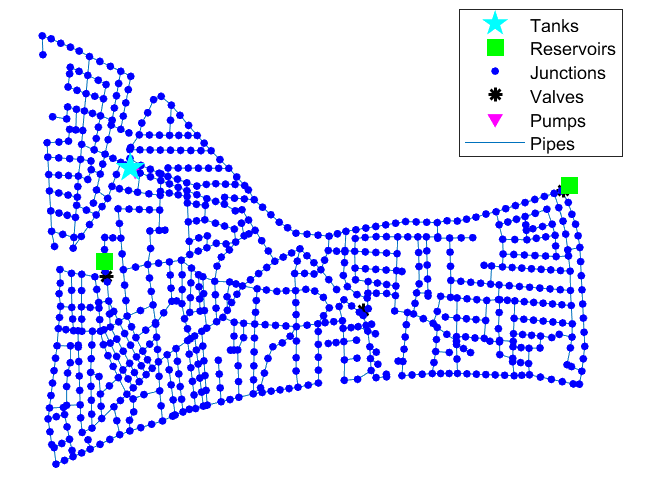 Tanks
Reservoirs
Junctions
Valves
Pumps
Pipes